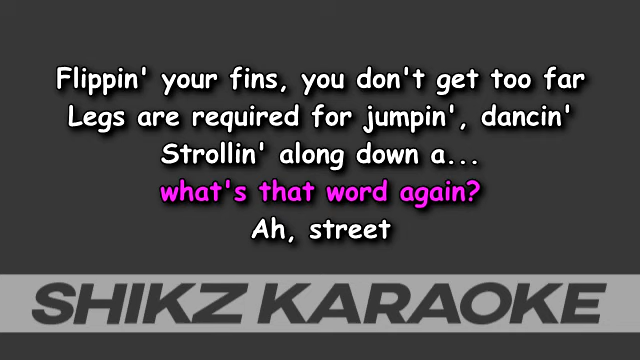 Flippin' your fins, you don't get too far
Legs are required for jumpin', dancin'
Strollin' along down a...
what's that word again?
Ah, street
SHIKZ KARAOKE